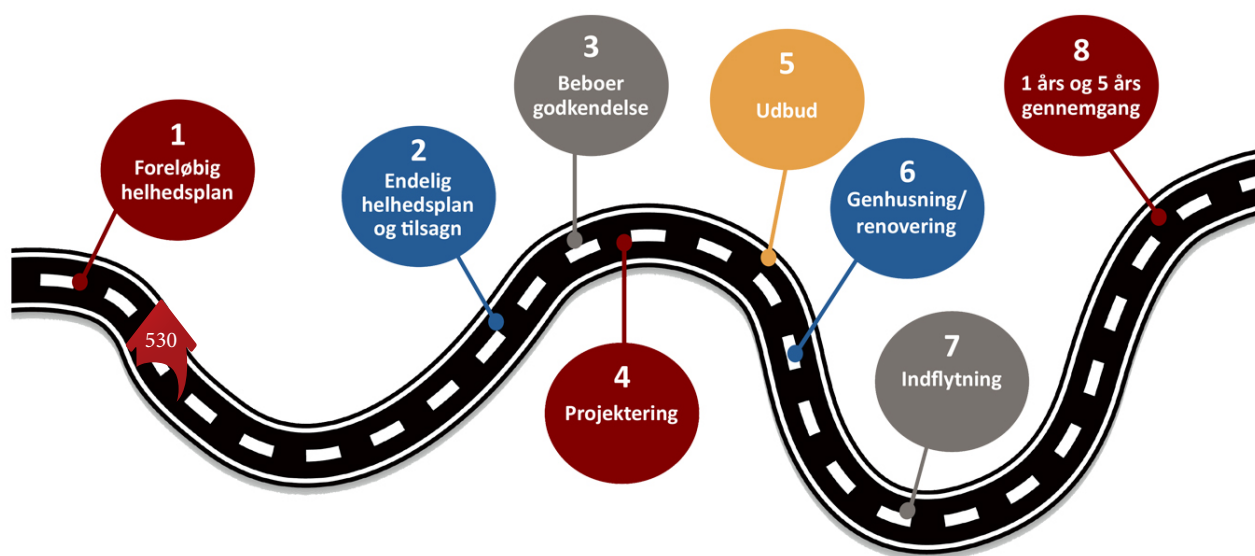 1
Foreløbig
helhedsplan
530
2
Endelig
helhedsplan
og tilsagn
3
Beboer
godkendelse
4
Projektering
5
Udbud
6
Genhusning/
renovering
7
Indflytning
8
1 års og 5 års
gennemgang